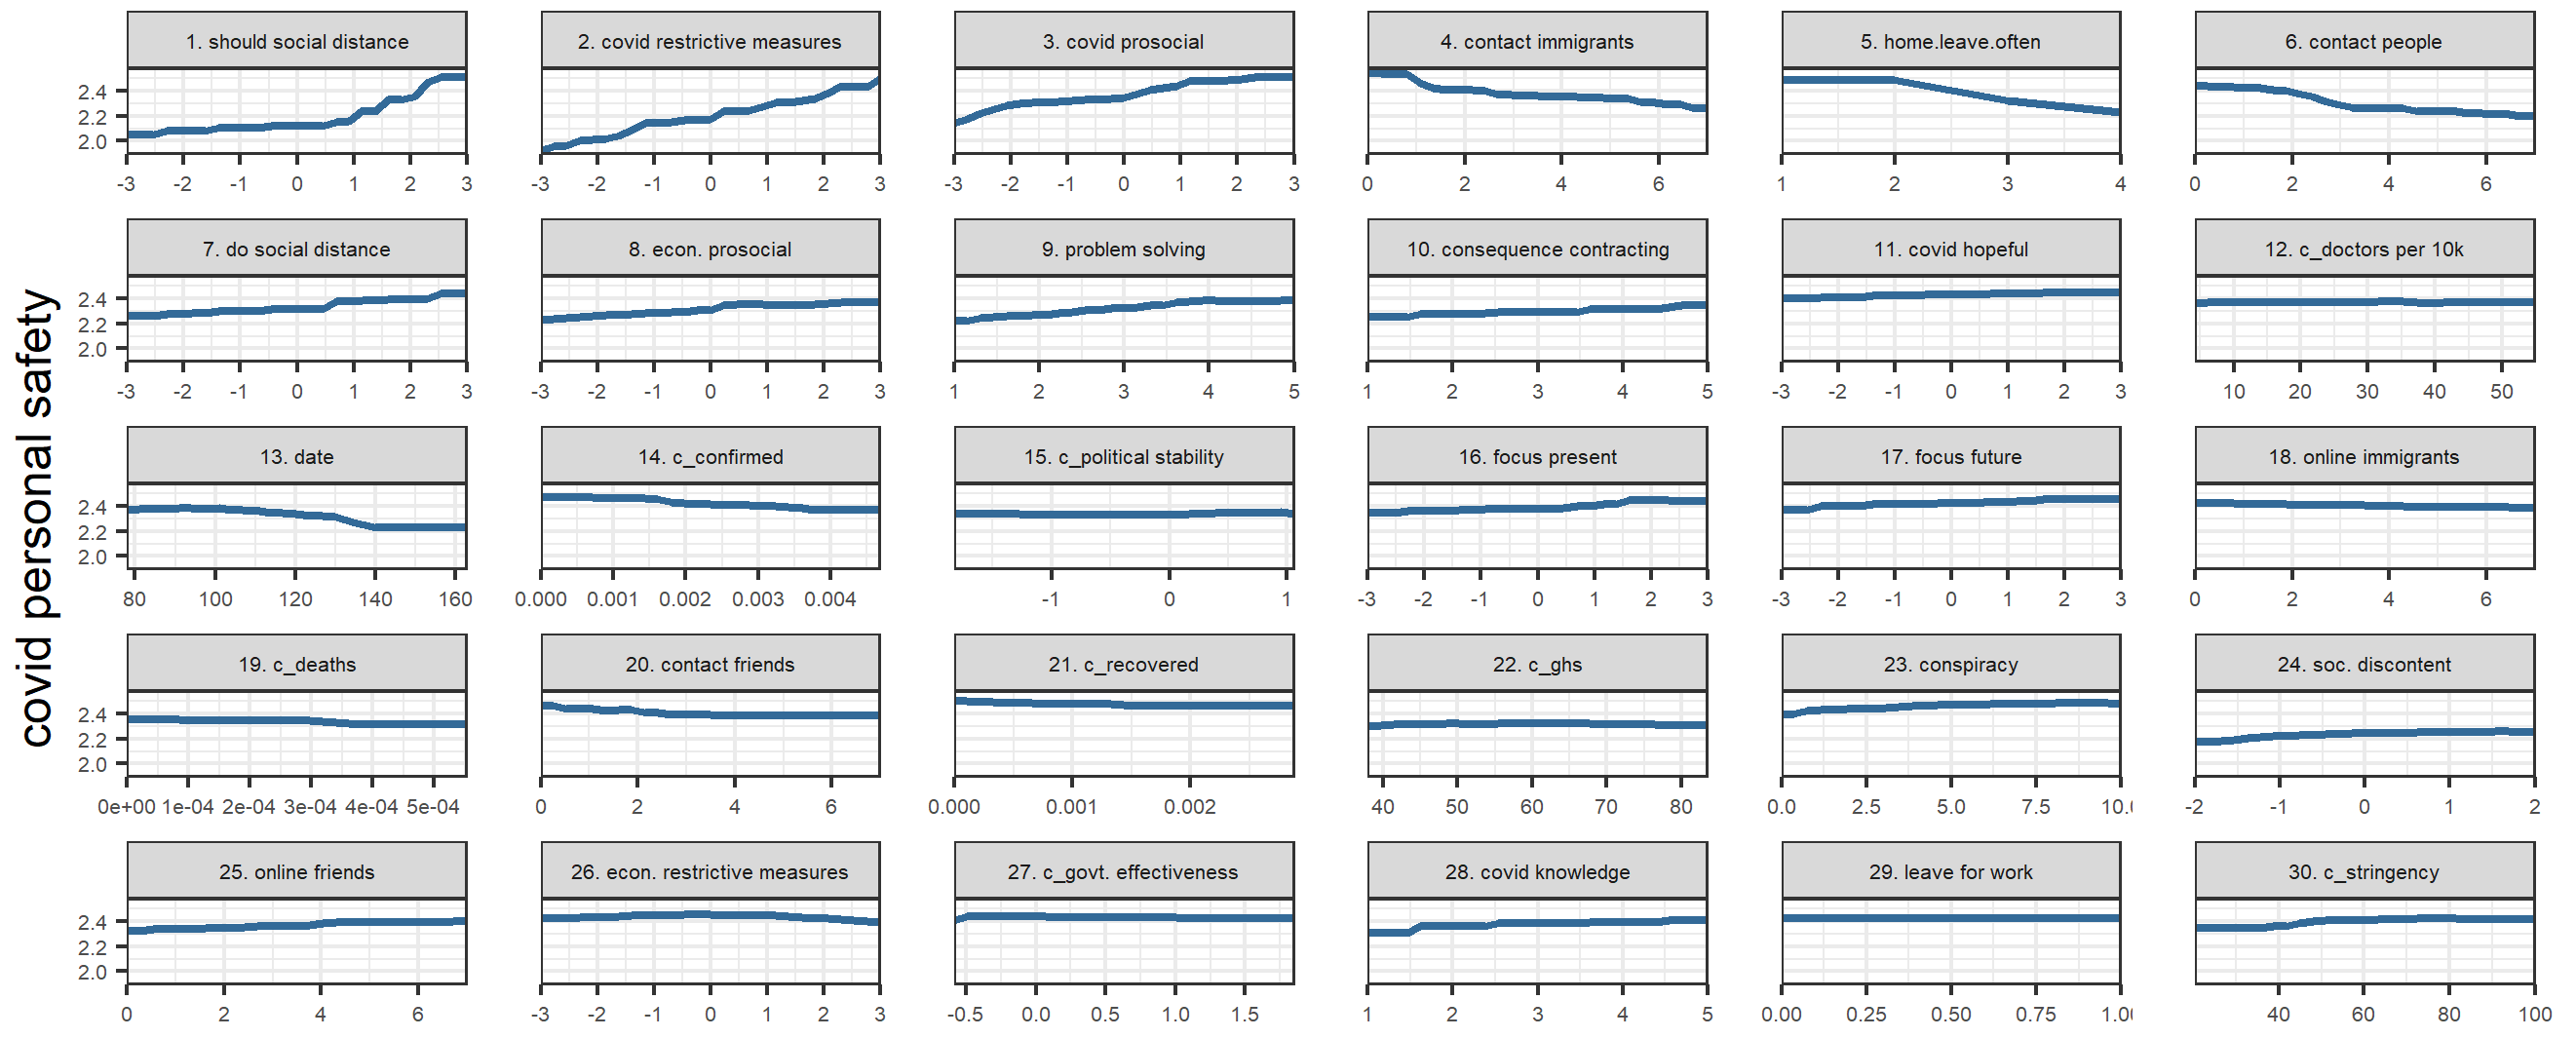 covid personal safety
1. should social distance
2. covid restrictive measures
3. covid prosocial
4. contact immigrants
5. home.leave.often
6. contact people
2.4
2.2
2.0
-3 -2 -1 0 1 2 3
-3 -2 -1 0 1 2 3
-3 -2 -1 0 1 2 3
0 2 4 6
1 2 3 4
0 2 4 6
7. do social distance
8. econ. prosocial
9. problem solving
10. consequence contracting
11. covid hopeful
12. c_doctors per 10k
2.4
2.2
2.0
-3 -2 -1 0 1 2 3
-3 -2 -1 0 1 2 3
1 2 3 4 5
1 2 3 4 5
-3 -2 -1 0 1 2 3
10 20 30 40 50
13. date
14. c_confirmed
15. c_political stability
16. focus present
17. focus future
18. online immigrants
2.4
2.2
2.0
80 100 120 140 160
0.000 0.001 0.002 0.003 0.004
-1 0 1
-3 -2 -1 0 1 2 3
-3 -2 -1 0 1 2 3
0 2 4 6
19. c_deaths
20. contact friends
21. c_recovered
22. c_ghs
23. conspiracy
24. soc. discontent
2.4
2.2
2.0
0e+00 1e-04 2e-04 3e-04 4e-04 5e-04
0 2 4 6
0.000 0.001 0.002
40 50 60 70 80
0.0 2.5 5.0 7.5 10.0
-2 -1 0 1 2
25. online friends
26. econ. restrictive measures
27. c_govt. effectiveness
28. covid knowledge
29. leave for work
30. c_stringency
2.4
2.2
2.0
0 2 4 6
-3 -2 -1 0 1 2 3
-0.5 0.0 0.5 1.0 1.5
1 2 3 4 5
0.00 0.25 0.50 0.75 1.00
40 60 80 100